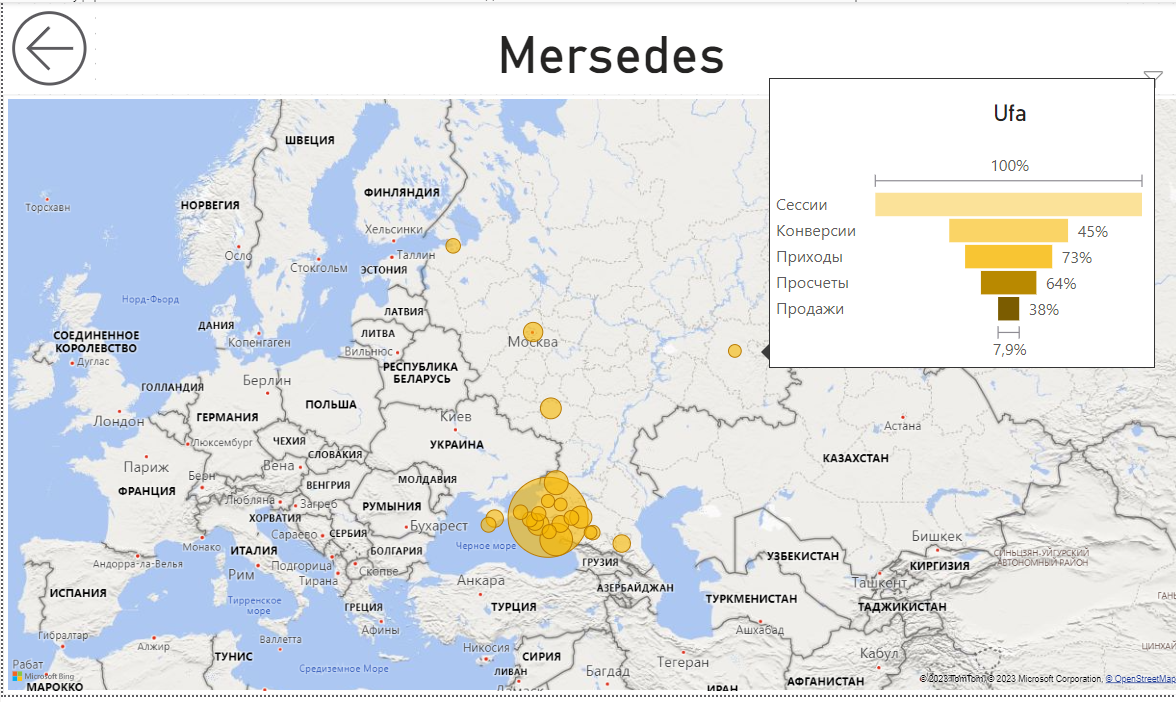 Mersedes
Ufa
100%
Сессии
Конверсии 45%
Приходы 73%
Просчеты 64%
Продажи 38%
7,9%
ШВЕЦИЯ
ФИНЛЯНДИЯ
Торсхавн
НОРВЕГИЯ
Хельсинки
Осло
Таллин
Стокгольм
ЭСТОНИЯ
Норд-Фьорд
ЛАТВИЯ
ДАНИЯ
ЛИТВА
СОЕДИНЕННОЕ
КОРОЛЕВСТВО
Копенгаген
Москва
Вильнюс
Дуглас
РЕСПУБЛИКА
БЕЛАРУСЬ
ГОЛЛАНДИЯ
Берлин
ПОЛЬША
Лондон
ГЕРМАНИЯ
Киев
Астана
Люксембург
ЧЕХИЯ
УКРАИНА
СЛОВАКИЯ
КАЗАХСТАН
Париж
Вена
Берн
ВЕНГРИЯ
МОЛДАВИЯ
ФРАНЦИЯ
Любляна
Загреб
РУМЫНИЯ
ХОРВАТИЯ
Бухарест
Сараево
СЕРБИЯ
Бишкек
Монако
ИТАЛИЯ
БОЛГАРИЯ
Черное море
УЗБЕКИСТАН
СИНЬЦЗЯН-УЙГУРСКИЙ
АВТОНОМНЫЙ РАЙОН
Андорра-ла-Велья
Подгорица
Скопье
ГРУЗИЯ
КИРГИЗИЯ
Рим
Тирана
Анкара
Ташкент
ИСПАНИЯ
АЗЕРБАЙДЖАН
ТУРКМЕНИСТАН
Тирренское
море
ГРЕЦИЯ
ТУРЦИЯ
ТАДЖИКИСТАН
Гибралтар
Афины
Ашхабад
Валлетта
Алжир
Никосия
ТУНИС
СИРИЯ
Тегеран
Кабул
Рабат
Средиземное Море
ЛИВАН
Багдад
Microsoft Bing
МАРОККО
Дамаск
ИРАН
АФГАНИСТАН
© 2023 TomTom, © 2023 Microsoft Corporation, © OpenStreetMap